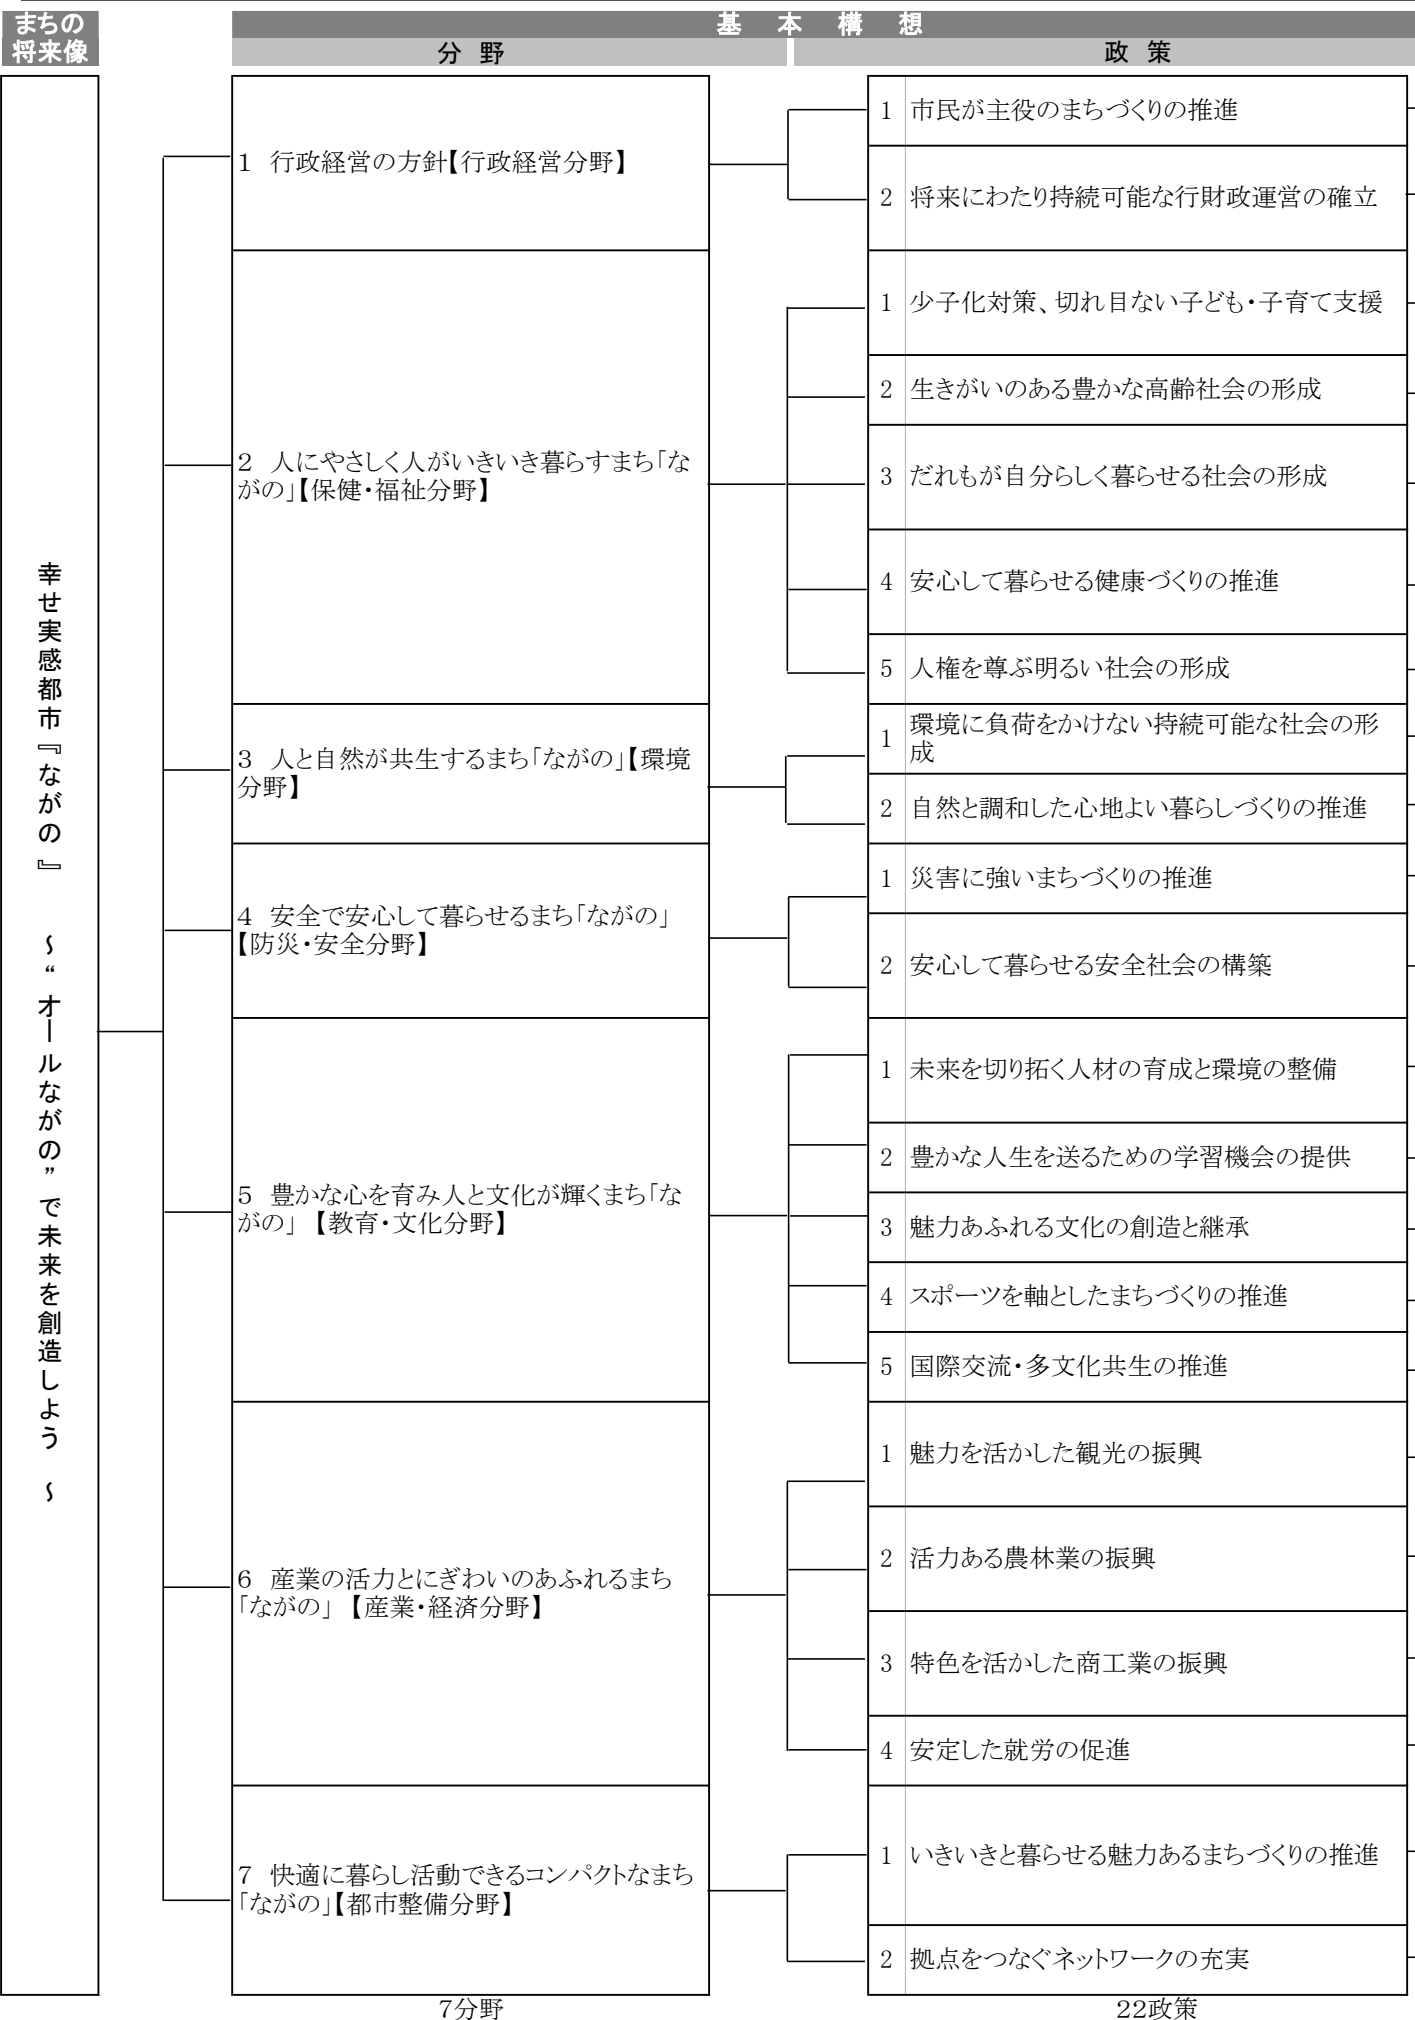 まちの
将来像
基本構想
分野
政策
幸せ実感都市『ながの』 ～“オールながの”で未来を創造しよう ～
1 行政経営の方針【行政経営分野】
1 市民が主役のまちづくりの推進
2 将来にわたり持続可能な行財政運営の確立
2 人にやさしく人がいきいき暮らすまち「な
がの」【保健・福祉分野】
1 少子化対策、切れ目ない子ども・子育て支援
2 生きがいのある豊かな高齢社会の形成
3 だれもが自分らしく暮らせる社会の形成
4 安心して暮らせる健康づくりの推進
5 人権を尊ぶ明るい社会の形成
3 人と自然が共生するまち「ながの」【環境
分野】
1 環境に負荷をかけない持続可能な社会の形
成
2 自然と調和した心地よい暮らしづくりの推進
4 安全で安心して暮らせるまち「ながの」
【防災・安全分野】
1 災害に強いまちづくりの推進
2 安心して暮らせる安全社会の構築
5 豊かな心を育み人と文化が輝くまち「な
がの」 【教育・文化分野】
1 未来を切り拓く人材の育成と環境の整備
2 豊かな人生を送るための学習機会の提供
3 魅力あふれる文化の創造と継承
4 スポーツを軸としたまちづくりの推進
5 国際交流・多文化共生の推進
6 産業の活力とにぎわいのあふれるまち
「ながの」 【産業・経済分野】
1 魅力を活かした観光の振興
2 活力ある農林業の振興
3 特色を活かした商工業の振興
4 安定した就労の促進
7 快適に暮らし活動できるコンパクトなまち
「ながの」【都市整備分野】
1 いきいきと暮らせる魅力あるまちづくりの推進
2 拠点をつなぐネットワークの充実
7分野
22政策